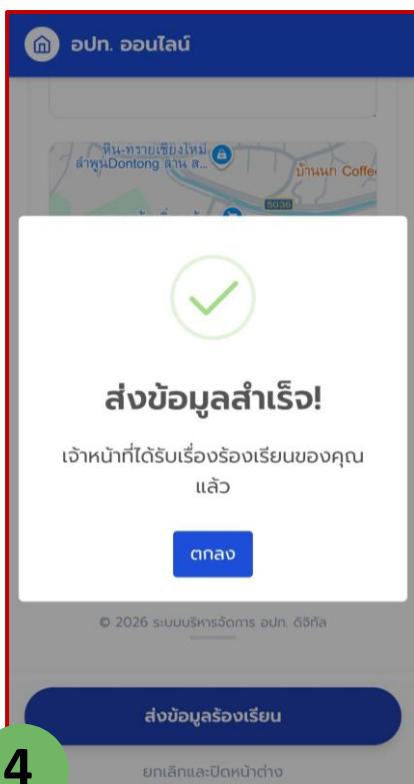 อปท. ออนไลน์
หิน-ทรายเชียงใหม่
ลำพูนDontong ลาน ส...
บ้านนก Coffe
5036
ส่งข้อมูลสำเร็จ!
เจ้าหน้าที่ได้รับเรื่องร้องเรียนของคุณ
แล้ว
ตกลง
© 2026 ระบบบริหารจัดการ อปท. ดิจิทัล
ส่งข้อมูลร้องเรียน
4
ยกเลิกและปิดหน้าต่าง